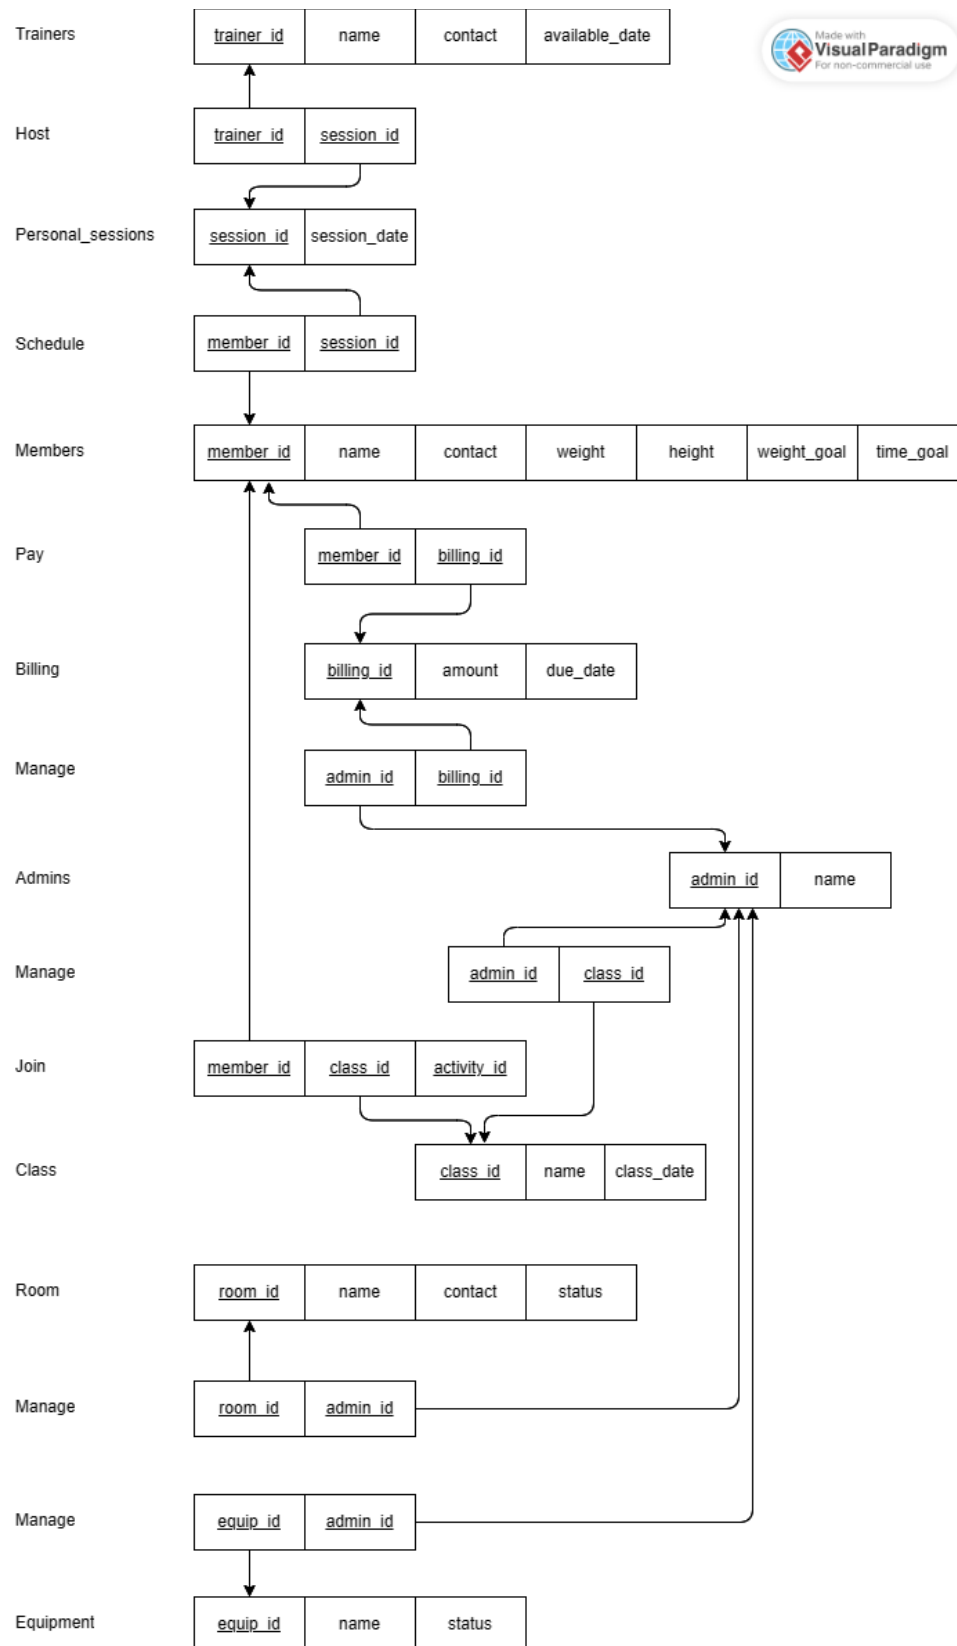 Trainers trainer_id name contact available_date
Made with
VisualParadigm
For non-commercial use
Host trainer_id session_id
Personal_sessions session_id session_date
Schedule member_id session_id
Members member_id name contact weight height weight_goal time_goal
Pay member_id billing_id
Billing billing_id amount due_date
Manage admin_id billing_id
Admins admin_id name
Manage admin_id class_id
Join member_id class_id activity_id
Class class_id name class_date
Room room_id name contact status
Manage room_id admin_id
Manage equip_id admin_id
Equipment equip_id name status